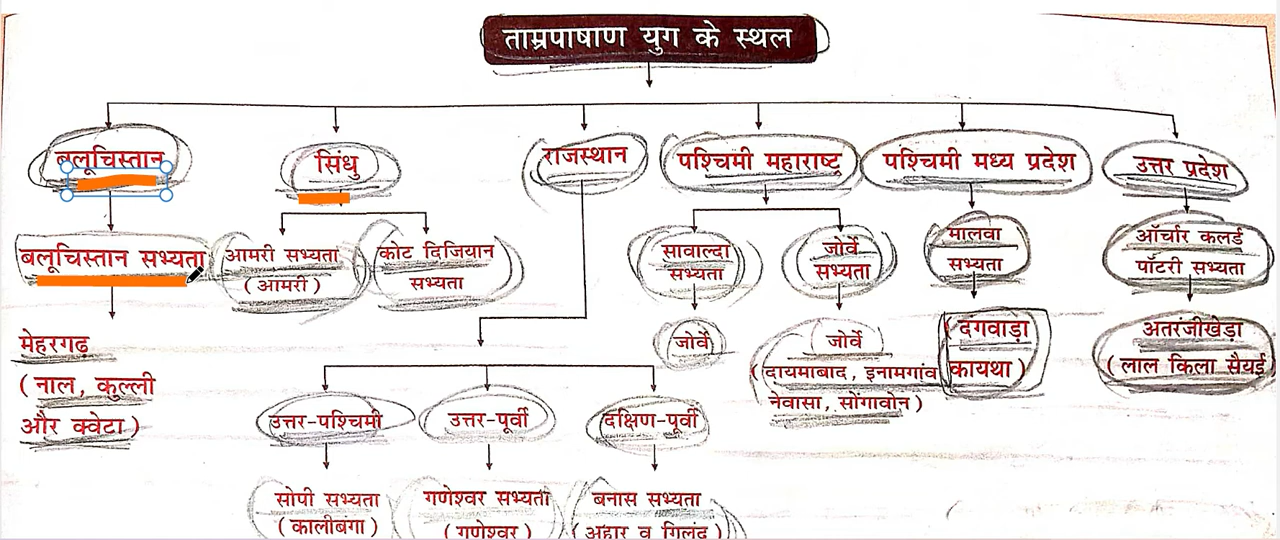 ताम्रपाषाण युग के स्थल
बलूचिस्तान
सिंधु
राजस्थान
पश्चिमी महाराष्ट्र
पश्चिमी मध्य प्रदेश
उत्तर प्रदेश
बलूचिस्तान सभ्यता
आमरी सभ्यता
(आमरी)
कोट दिजियान
सभ्यता
सावाल्दा
सभ्यता
जोर्वे
सभ्यता
मालवा
सभ्यता
ऑर्चार कलर्ड
पॉटरी सभ्यता
मेहरगढ
(नाल, कुल्ली
और क्वेटा)
जोर्वे
जोर्वे
(दायमाबाद, इनामगांव
नेवासा, सोंगावोन)
दगवाड़ा
कायथा)
अतरंजीखेड़ा
(लाल किला सैयई
उत्तर-पश्चिमी
उत्तर-पूर्वी
दक्षिण-पूर्वी
सोपी सभ्यता
(कालीबंगा)
गणेश्वर सभ्यता
(गणेश्वर)
बनास सभ्यता
(अहार व गिलंद)